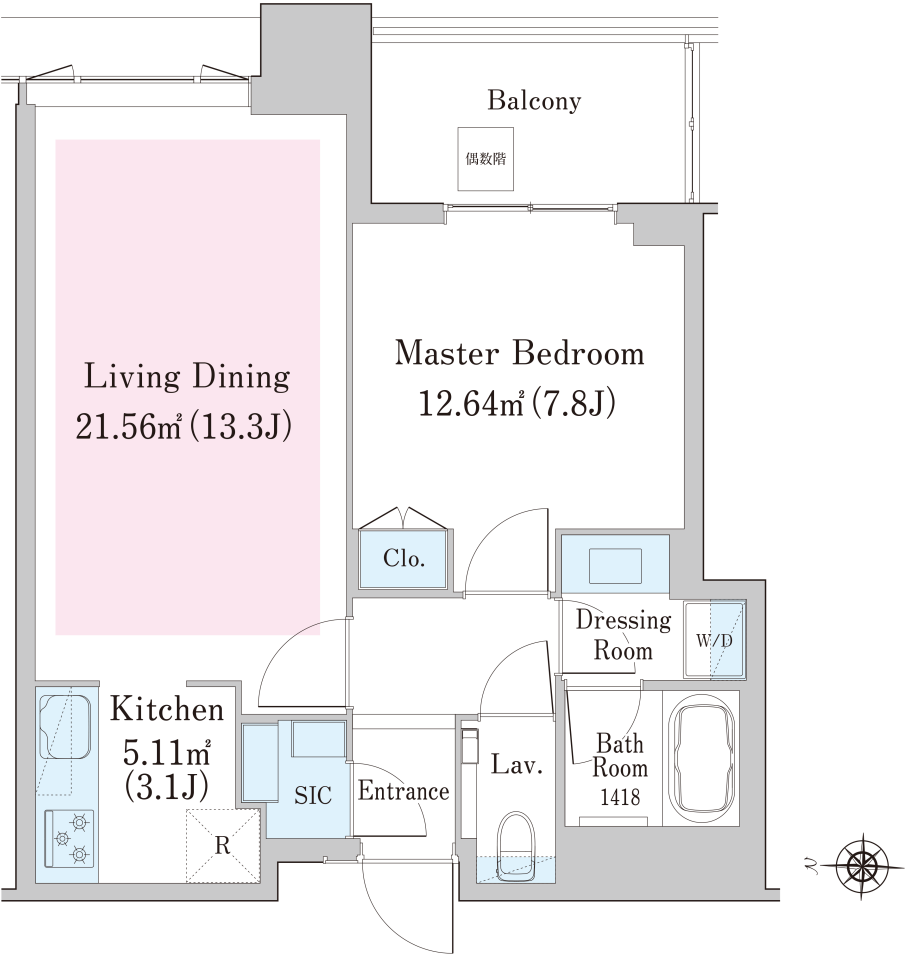 Balcony
偶数階
Living Dining
21.56㎡(13.3J)
Master Bedroom
12.64㎡(7.8J)
Clo.
Dressing
Room
W/D
Kitchen
5.11㎡
(3.1J)
SIC
Entrance
Lav.
Bath
Room
1418
R
N